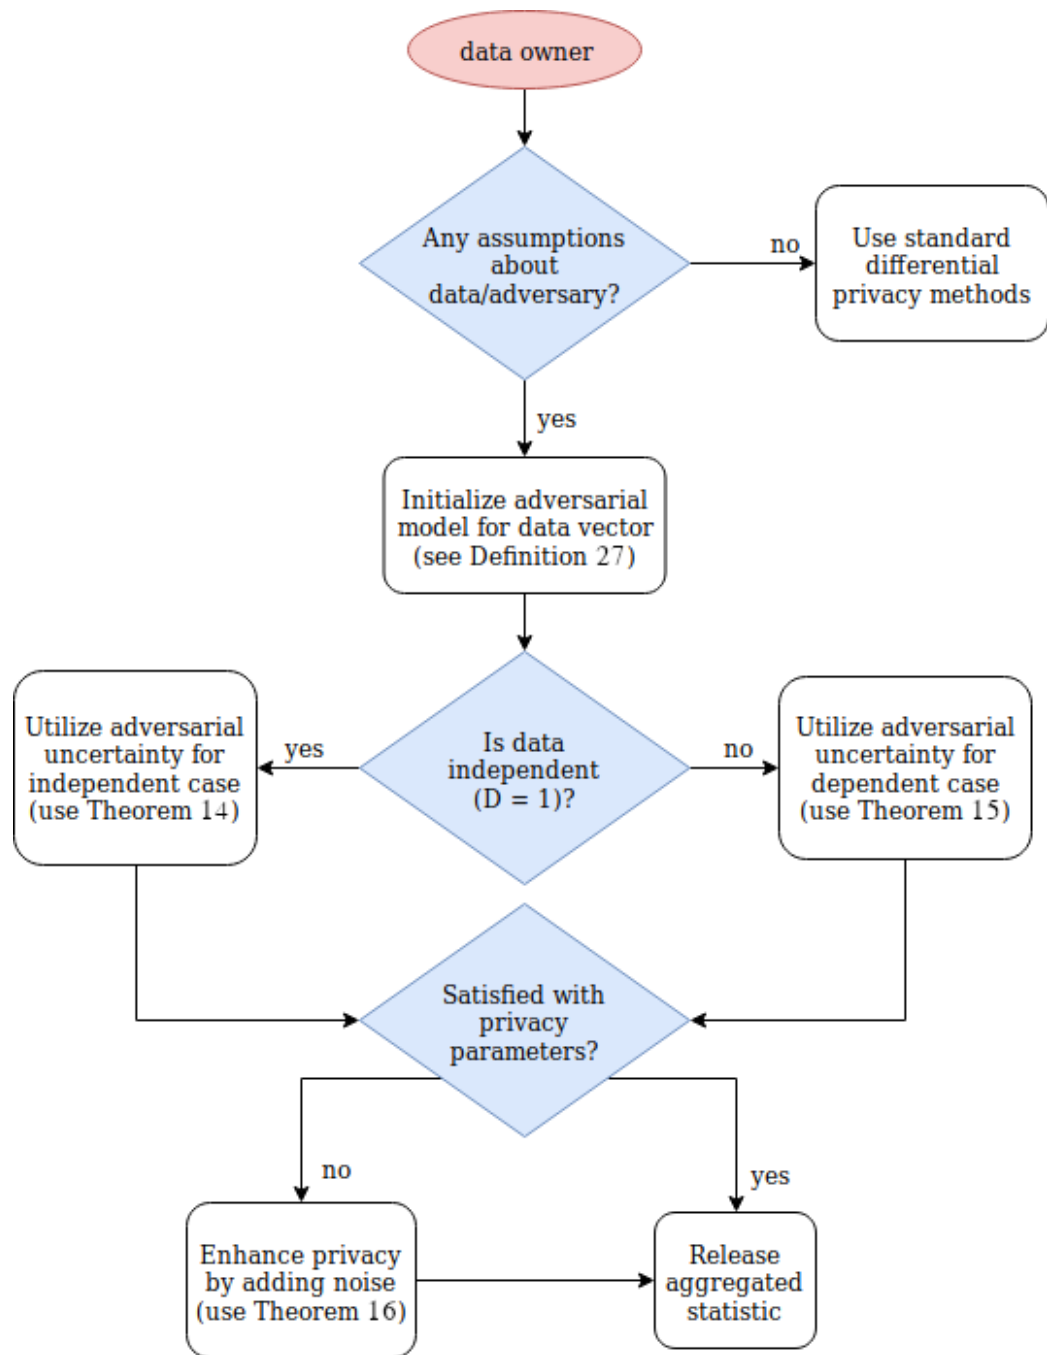 data owner
Any assumptions
about
data/adversary?
no
Use standard
differential
privacy methods
yes
Initialize adversarial
model for data vector
(see Definition 27)
Utilize adversarial
uncertainty for
independent case
(use Theorem 14)
yes
Is data
independent
(D = 1)?
no
Utilize adversarial
uncertainty for
dependent case
(use Theorem 15)
Satisfied with
privacy
parameters?
no
yes
Enhance privacy
by adding noise
(use Theorem 16)
Release
aggregated
statistic